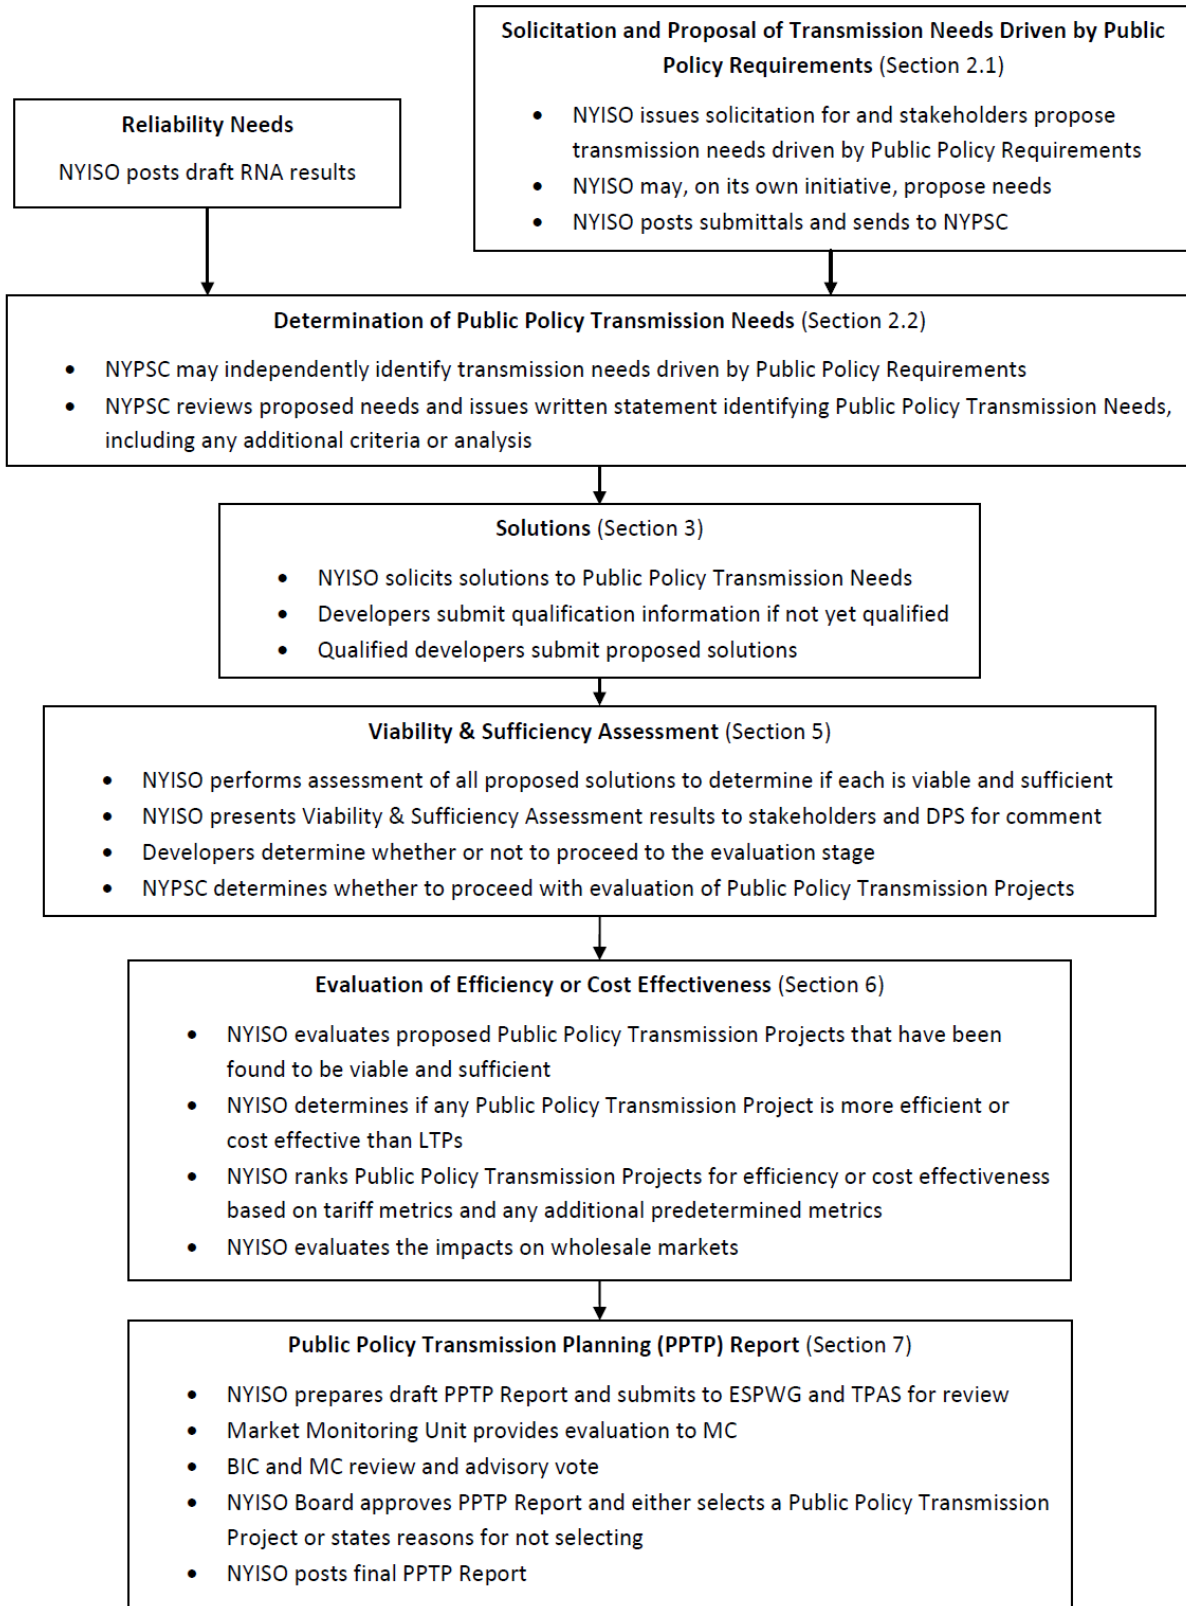 Solicitation and Proposal of Transmission Needs Driven by Public
Policy Requirements (Section 2.1)
• NYISO issues solicitation for and stakeholders propose
transmission needs driven by Public Policy Requirements
• NYISO may, on its own initiative, propose needs
• NYISO posts submittals and sends to NYPSC
Reliability Needs
NYISO posts draft RNA results
Determination of Public Policy Transmission Needs (Section 2.2)
• NYPSC may independently identify transmission needs driven by Public Policy Requirements
• NYPSC reviews proposed needs and issues written statement identifying Public Policy Transmission Needs,
including any additional criteria or analysis
Solutions (Section 3)
• NYISO solicits solutions to Public Policy Transmission Needs
• Developers submit qualification information if not yet qualified
• Qualified developers submit proposed solutions
Viability & Sufficiency Assessment (Section 5)
• NYISO performs assessment of all proposed solutions to determine if each is viable and sufficient
• NYISO presents Viability & Sufficiency Assessment results to stakeholders and DPS for comment
• Developers determine whether or not to proceed to the evaluation stage
• NYPSC determines whether to proceed with evaluation of Public Policy Transmission Projects
Evaluation of Efficiency or Cost Effectiveness (Section 6)
• NYISO evaluates proposed Public Policy Transmission Projects that have been
found to be viable and sufficient
• NYISO determines if any Public Policy Transmission Project is more efficient or
cost effective than LTPs
• NYISO ranks Public Policy Transmission Projects for efficiency or cost effectiveness
based on tariff metrics and any additional predetermined metrics
• NYISO evaluates the impacts on wholesale markets
Public Policy Transmission Planning (PPTP) Report (Section 7)
• NYISO prepares draft PPTP Report and submits to ESPWG and TPAS for review
• Market Monitoring Unit provides evaluation to MC
• BIC and MC review and advisory vote
• NYISO Board approves PPTP Report and either selects a Public Policy Transmission
Project or states reasons for not selecting
• NYISO posts final PPTP Report